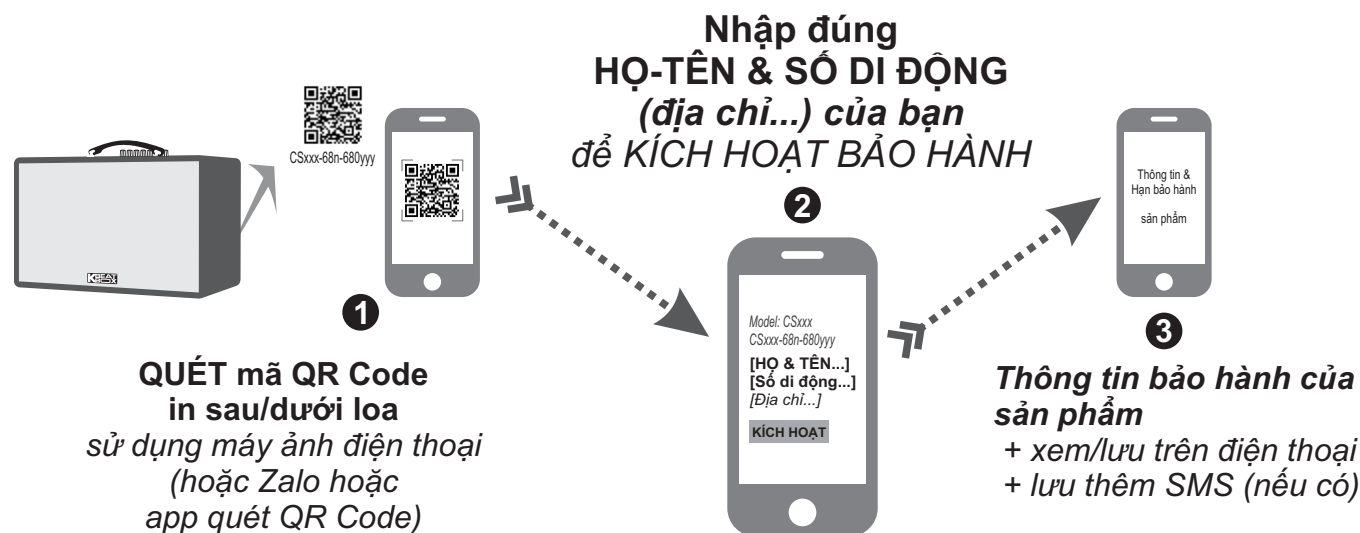 CSxxx-68n-680yyy
KBEATBOX
1
QUÉT mã QR Code
in sau/dưới loa
sử dụng máy ảnh điện thoại
(hoặc Zalo hoặc
app quét QR Code)
Nhập đúng
HỌ-TÊN & SỐ DI ĐỘNG
(địa chỉ...) của bạn
để KÍCH HOẠT BẢO HÀNH
2
Model: CSxxx
CSxxx-68n-680yyy
[HỌ & TÊN...]
[Số di động...]
[Địa chỉ...]
KÍCH HOẠT
Thông tin &
Hạn bảo hành
sản phẩm
3
Thông tin bảo hành của
sản phẩm
+ xem/lưu trên điện thoại
+ lưu thêm SMS (nếu có)